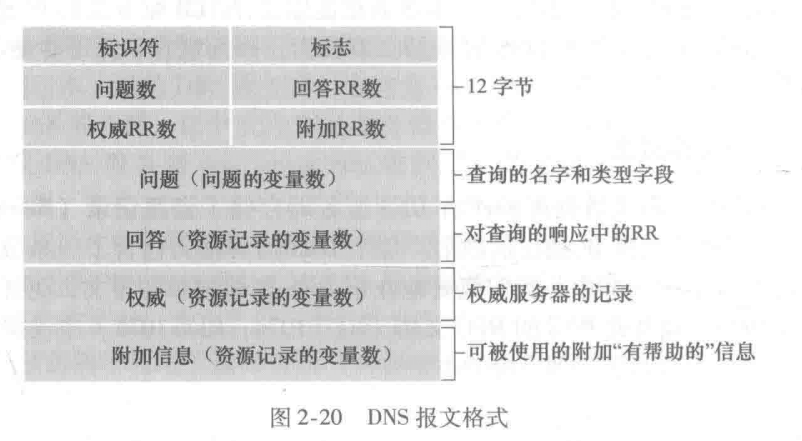 标识符 标志
问题数 回答RR数 12字节
权威RR数 附加RR数
问题（问题的变量数） 查询的名字和类型字段
回答（资源记录的变量数） 对查询的响应中的RR
权威（资源记录的变量数） 权威服务器的记录
附加信息（资源记录的变量数） 可被使用的附加“有帮助的”信息
图 2-20 DNS 报文格式